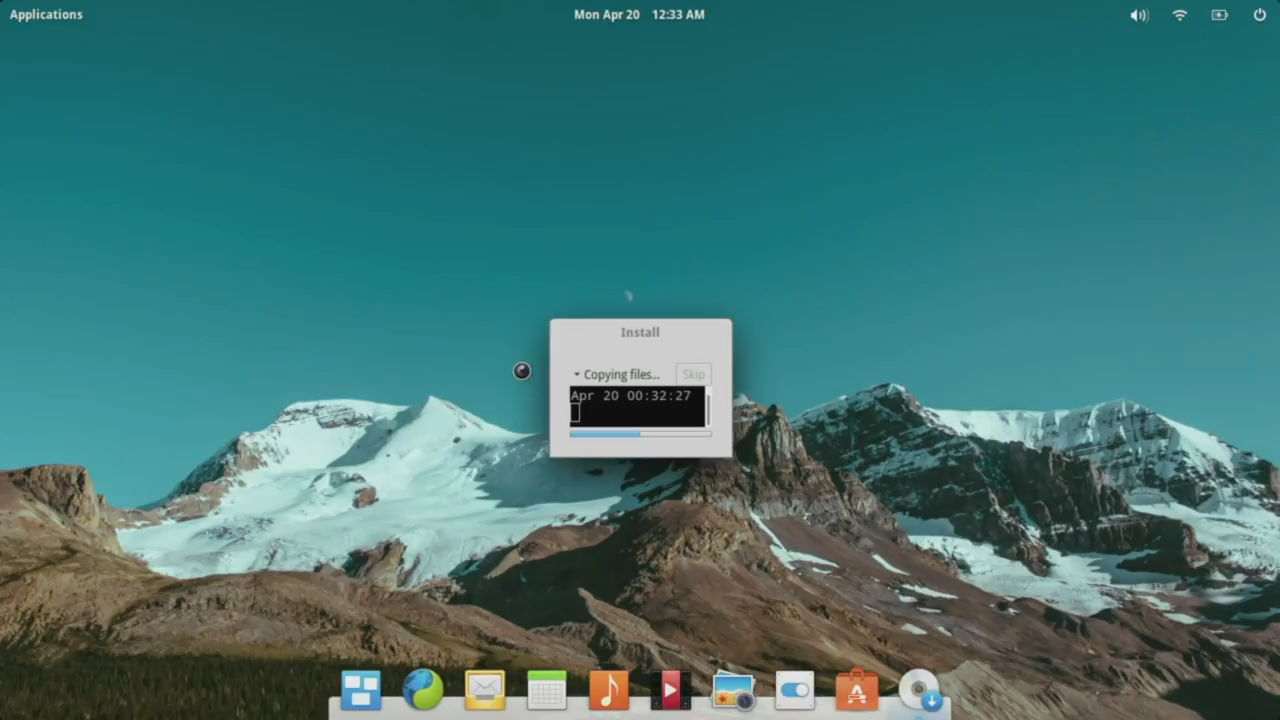 Applications
Mon Apr 20 12:33 AM
Install
Copying files...
Skip
Apr 20 00:32:27